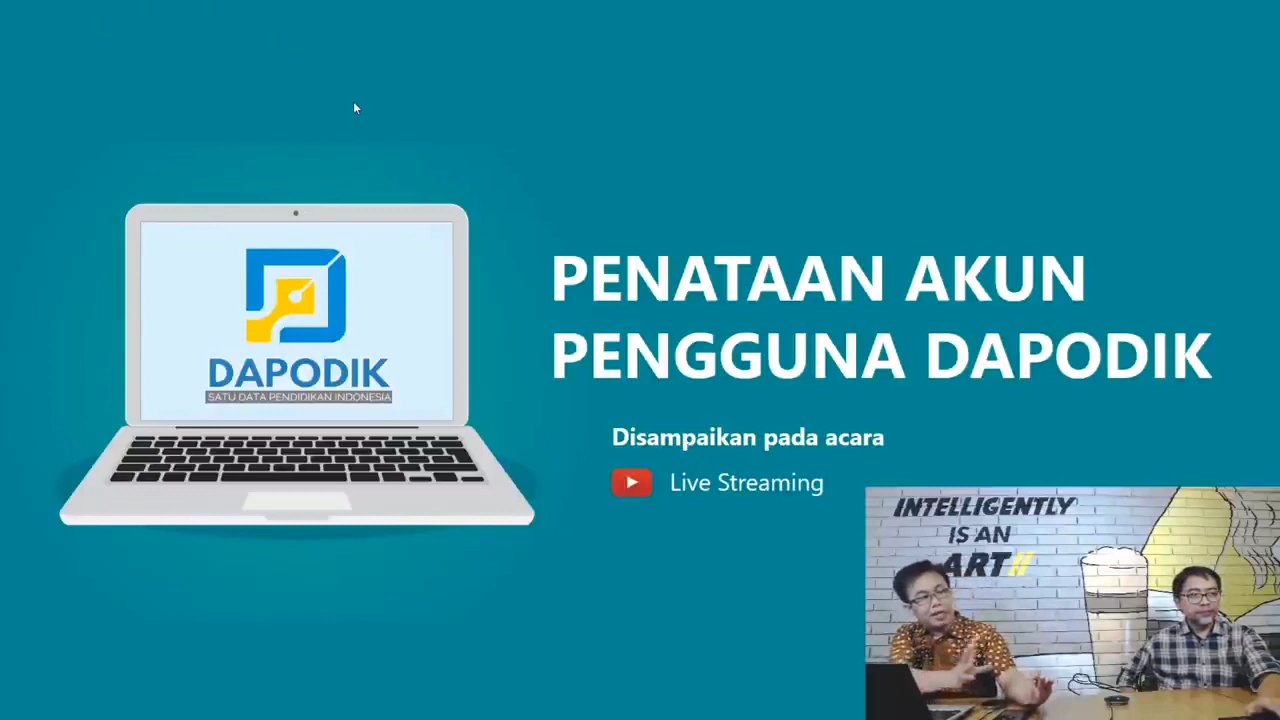 DAPODIK
SATU DATA PENDIDIKAN INDONESIA
PENATAAN AKUN
PENGGUNA DAPODIK
Disampaikan pada acara
Live Streaming
INTELLIGENTLY
IS AN
ART!!